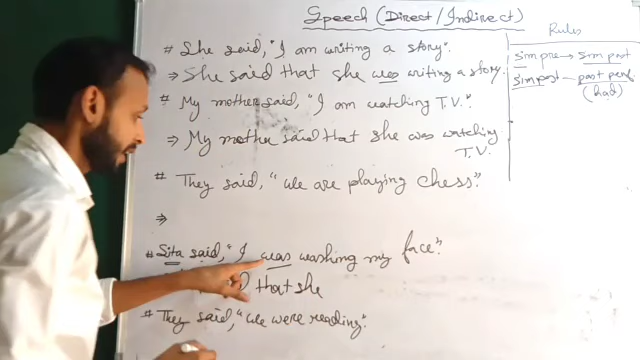 Speech (Direct/Indirect)
# She said, "I am writing a story".
⇒ She said that she was writing a story.
# My mother said, "I am watching T.V."
⇒ My mother said that she was watching T.V.
# They said, "We are playing chess."
⇒
# Sita said, "I was washing my face".
that she
# They said, "We were reading".
Rules
sim pre → sim past
sim past — past perf.
(had)